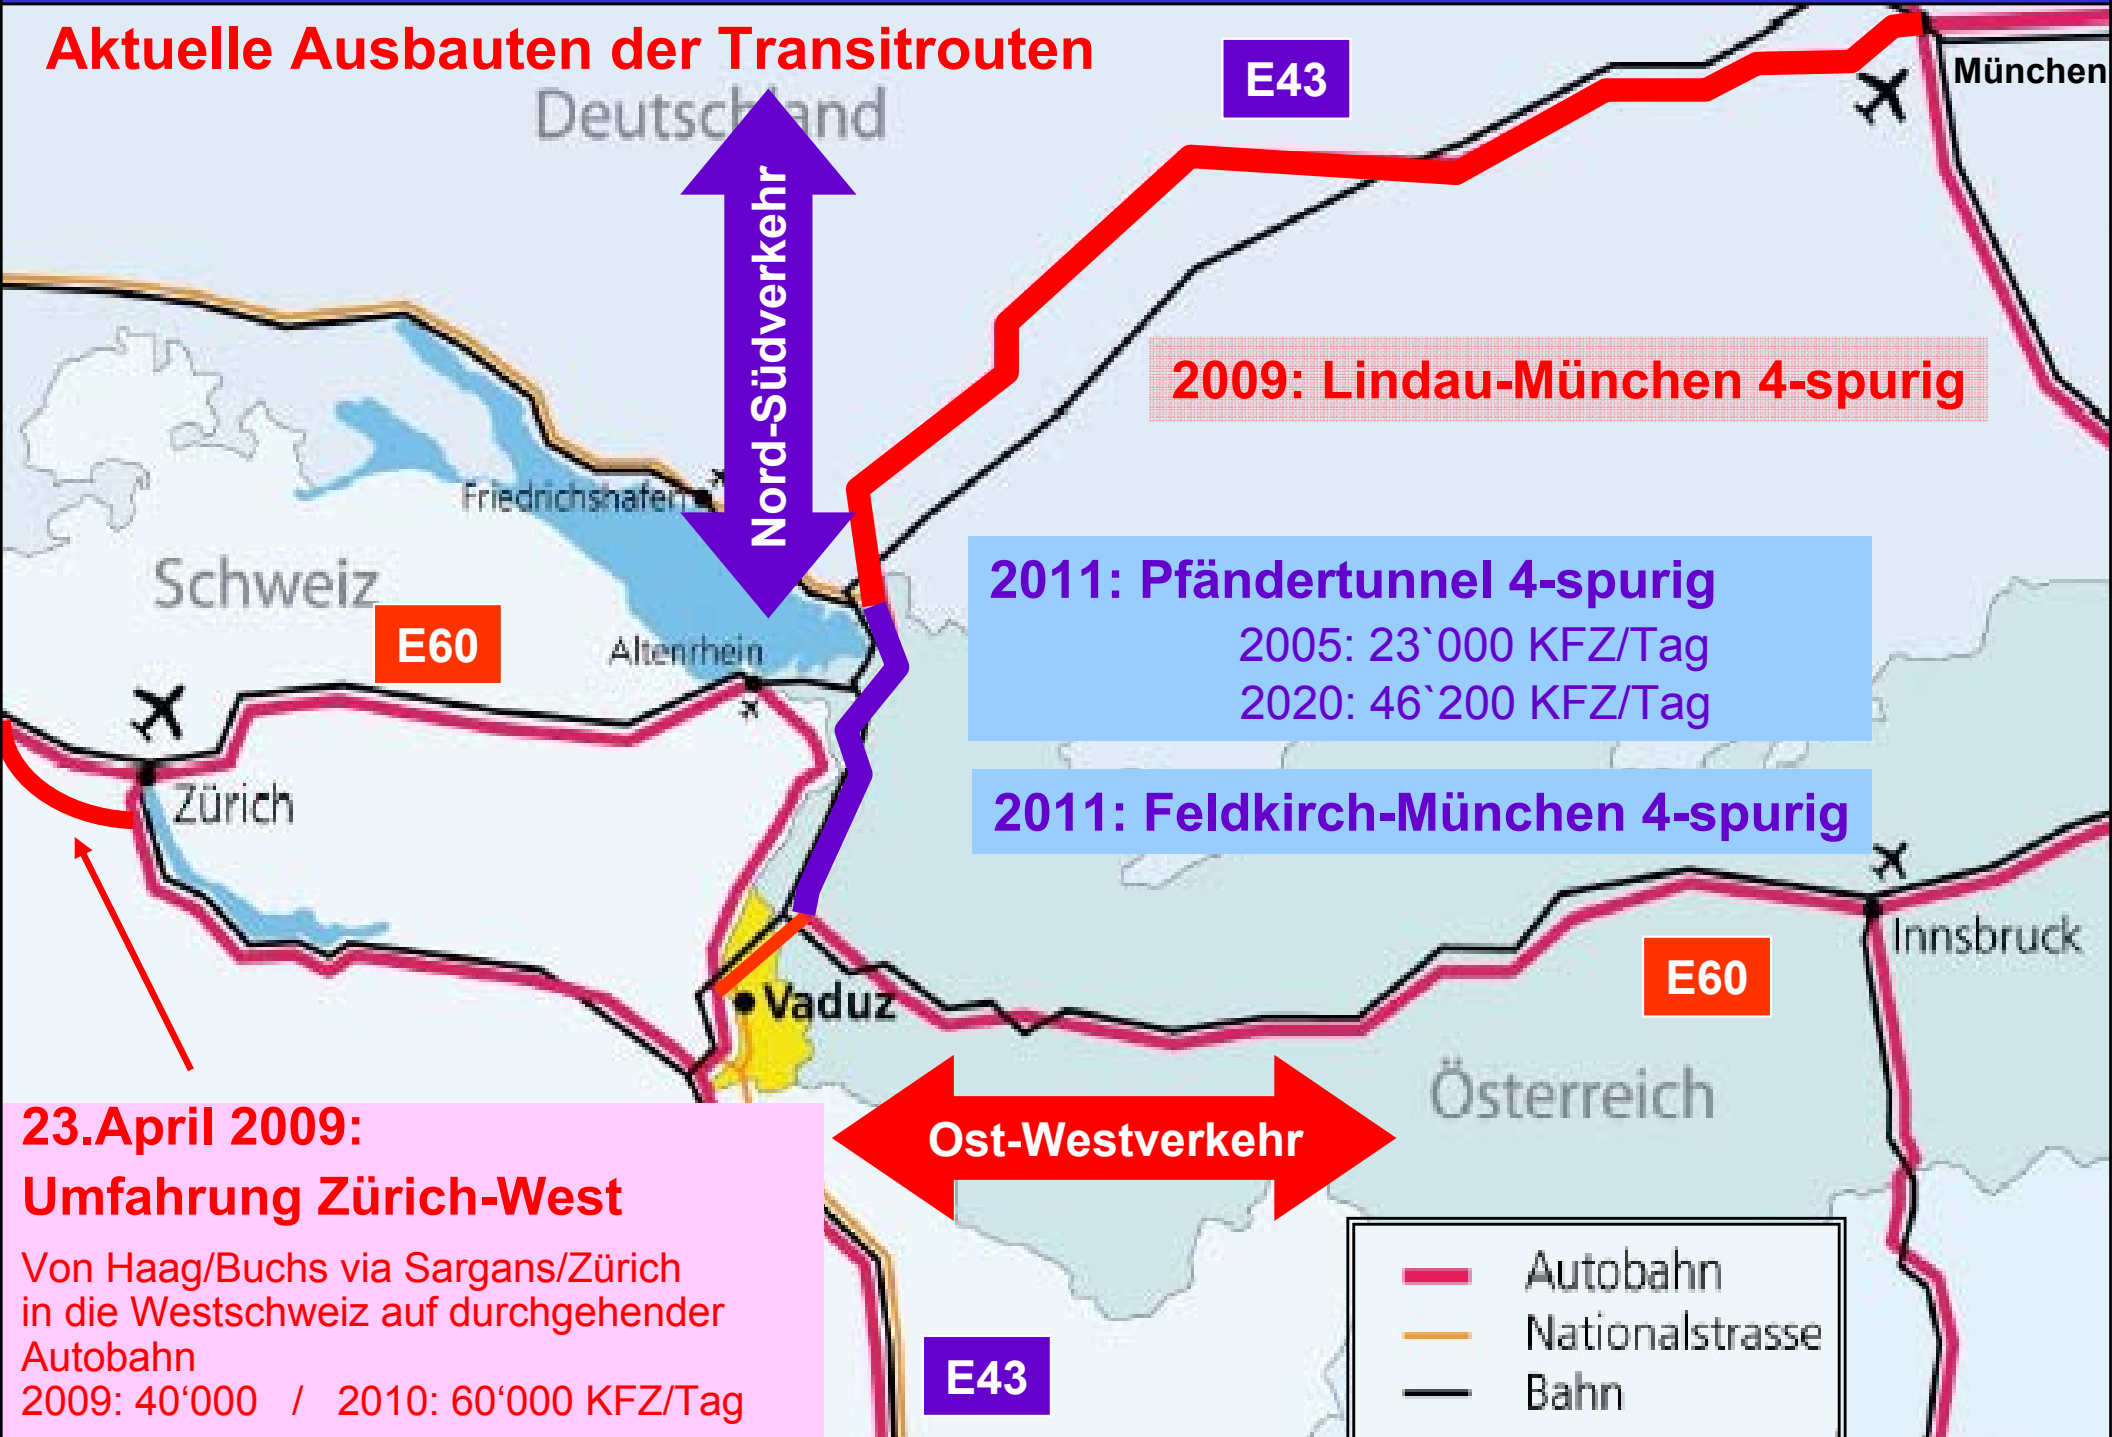 Aktuelle Ausbauten der Transitrouten
Deutschland
E43
München
Nord-Südverkehr
2009: Lindau-München 4-spurig
Friedrichshafen
Schweiz
E60
Altenrhein
2011: Pfändertunnel 4-spurig
2005: 23`000 KFZ/Tag
2020: 46`200 KFZ/Tag
Zürich
2011: Feldkirch-München 4-spurig
Innsbruck
E60
Vaduz
Österreich
Ost-Westverkehr
23.April 2009:
Umfahrung Zürich-West
Von Haag/Buchs via Sargans/Zürich
in die Westschweiz auf durchgehender
Autobahn
2009: 40‘000 / 2010: 60‘000 KFZ/Tag
E43
Autobahn
Nationalstrasse
Bahn